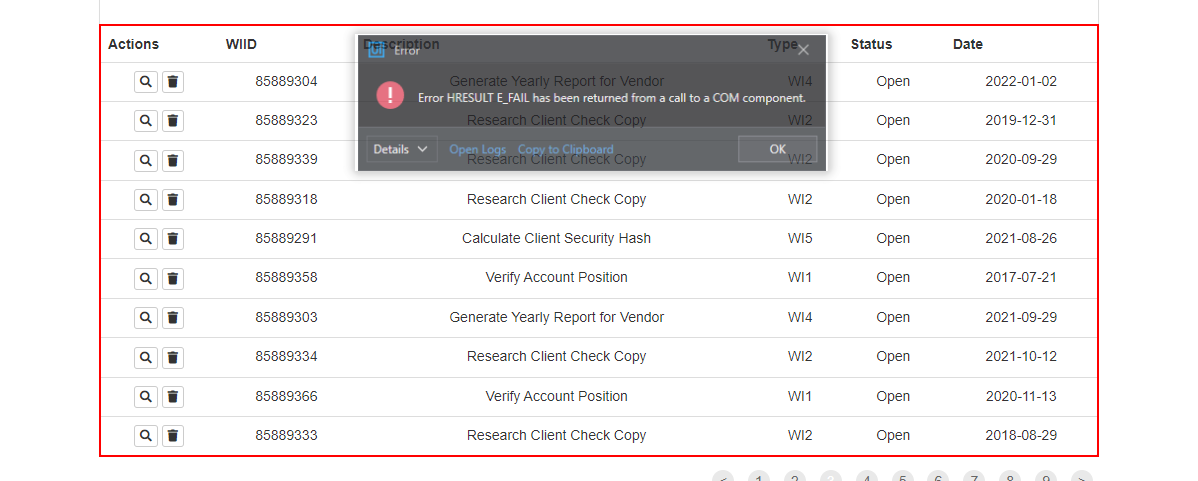 Actions WIID Description Type Status Date
Error
85889304 Generate Yearly Report for Vendor WI4 Open 2022-01-02
Error HRESULT E_FAIL has been returned from a call to a COM component.
85889323 Research Client Check Copy WI2 Open 2019-12-31
Details Open Logs Copy to Clipboard OK
85889339 Research Client Check Copy WI2 Open 2020-09-29
85889318 Research Client Check Copy WI2 Open 2020-01-18
85889291 Calculate Client Security Hash WI5 Open 2021-08-26
85889358 Verify Account Position WI1 Open 2017-07-21
85889303 Generate Yearly Report for Vendor WI4 Open 2021-09-29
85889334 Research Client Check Copy WI2 Open 2021-10-12
85889366 Verify Account Position WI1 Open 2020-11-13
85889333 Research Client Check Copy WI2 Open 2018-08-29
< 1 2 3 4 5 6 7 8 9 >